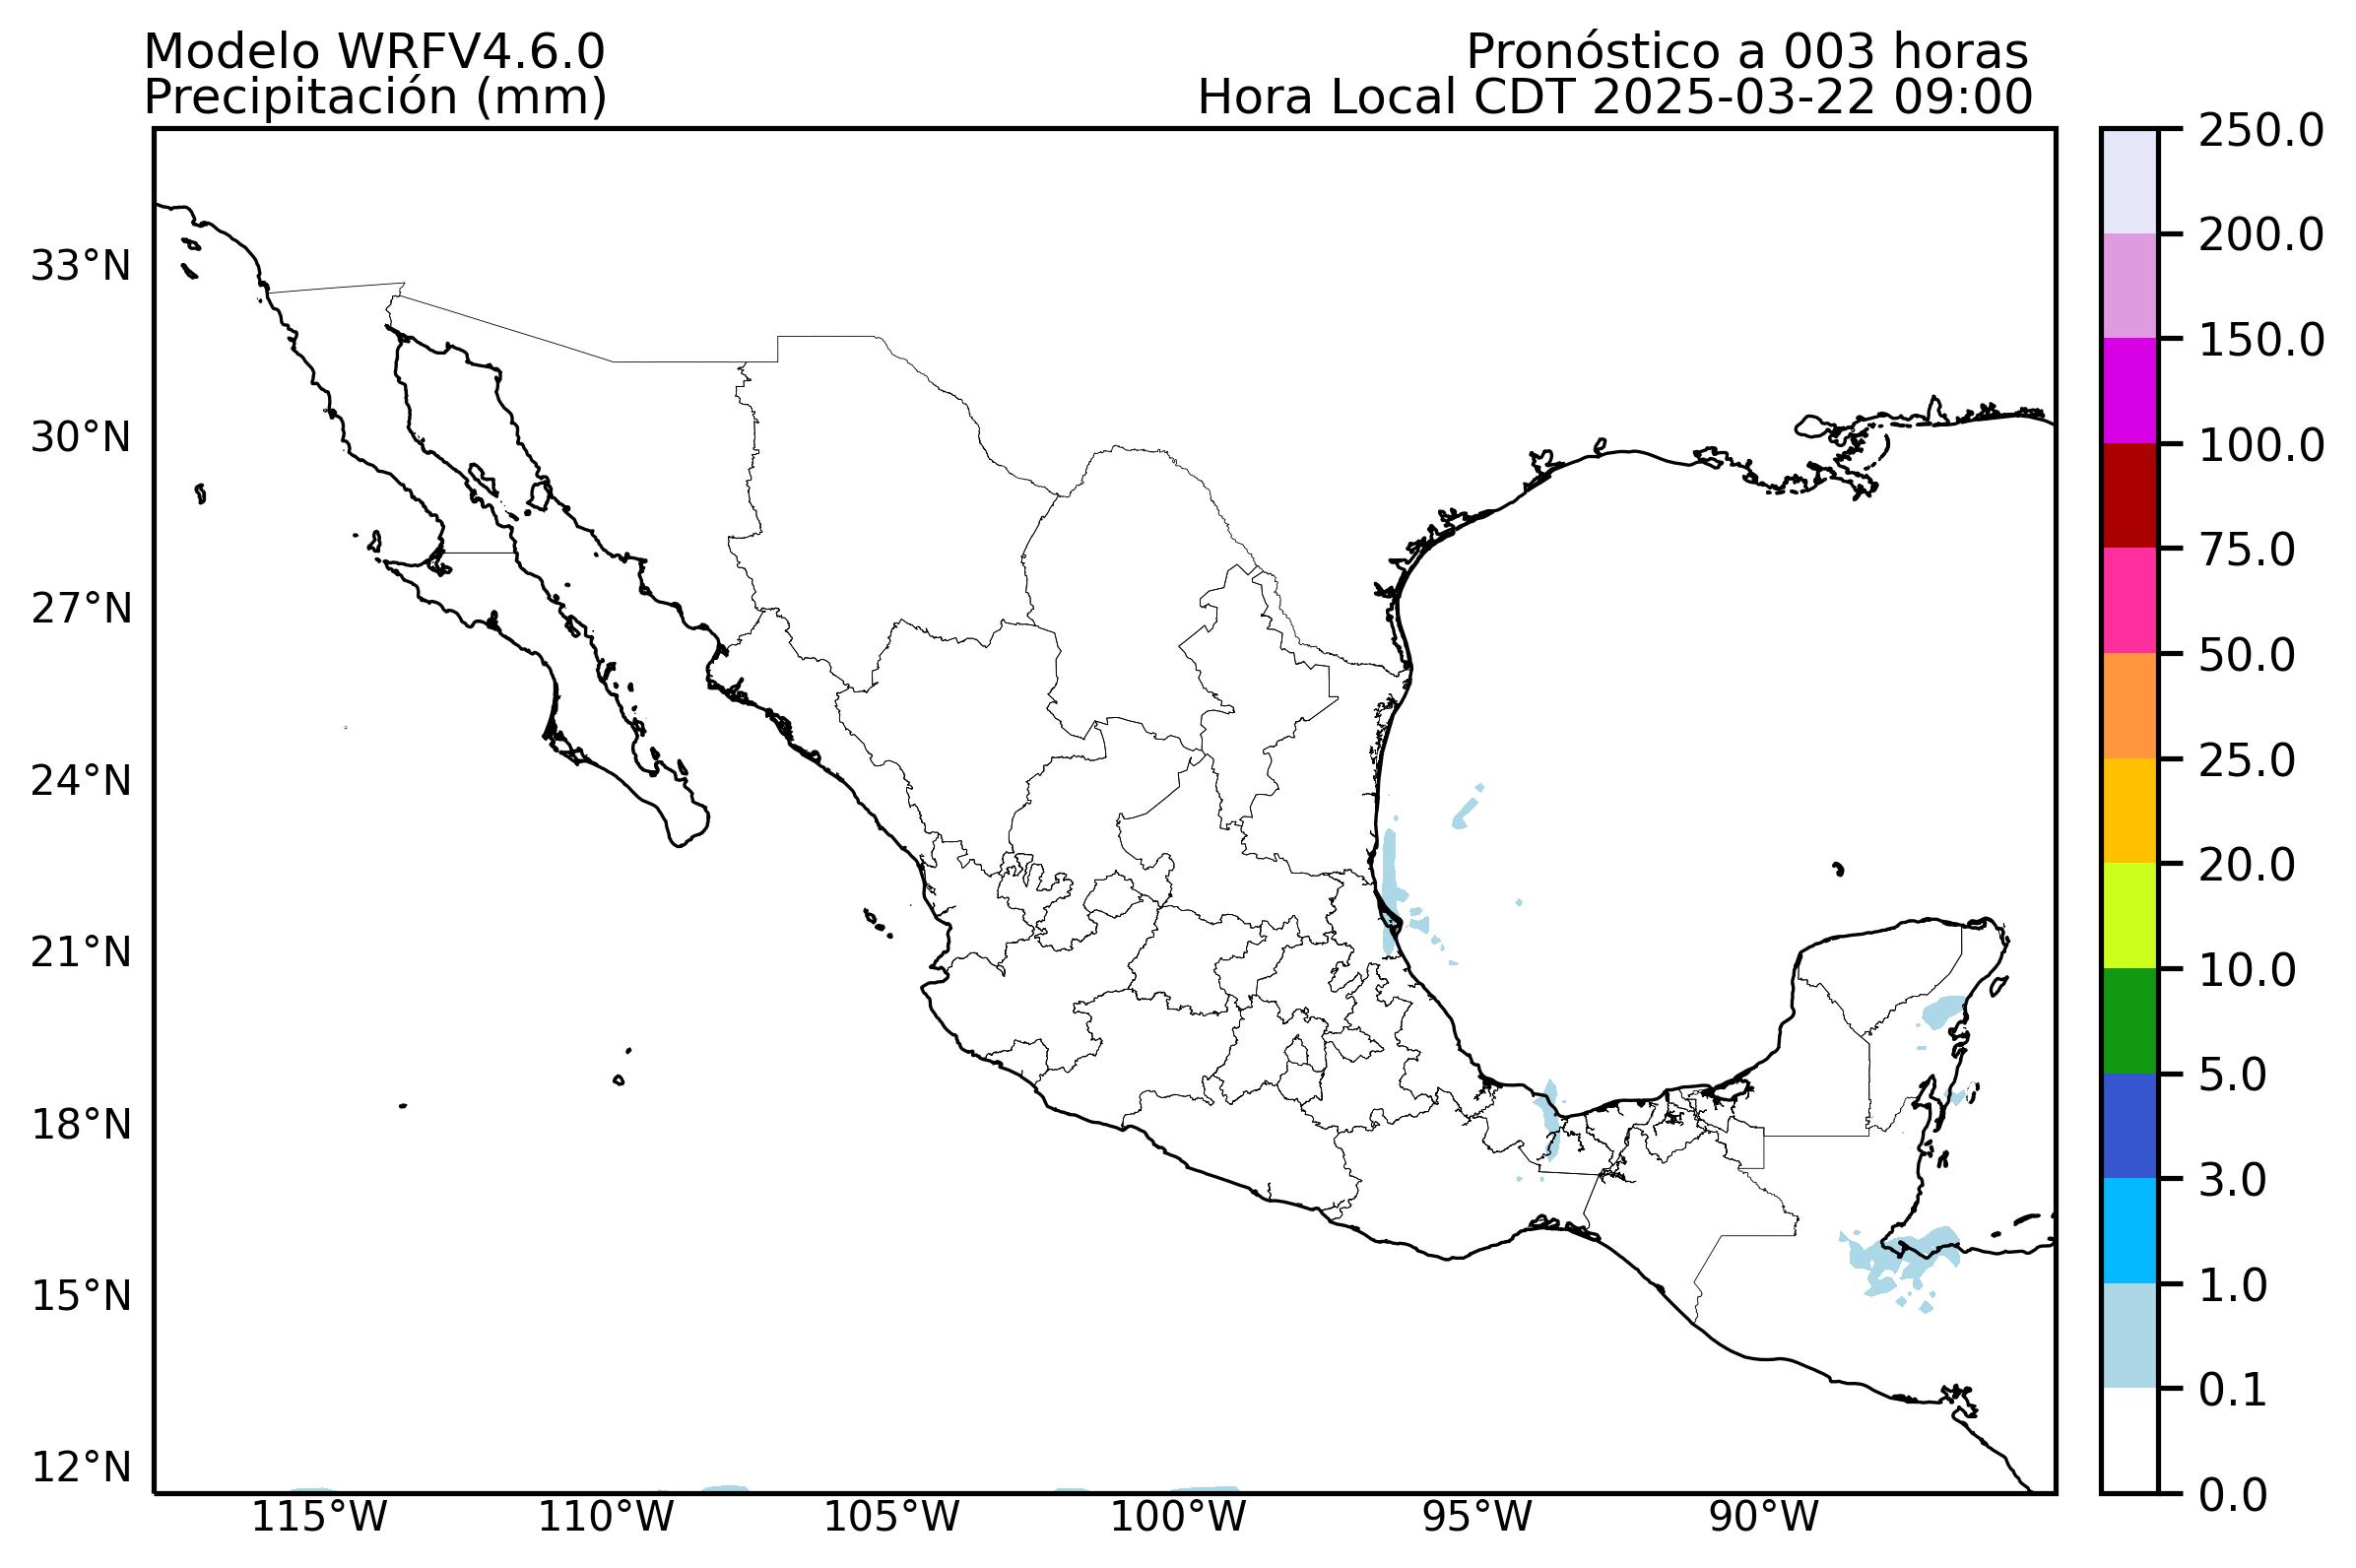 Modelo WRFV4.6.0
Precipitación (mm)
Pronóstico a 003 horas
Hora Local CDT 2025-03-22 09:00
33°N
30°N
27°N
24°N
21°N
18°N
15°N
12°N
115°W
110°W
105°W
100°W
95°W
90°W
250.0
200.0
150.0
100.0
75.0
50.0
25.0
20.0
10.0
5.0
3.0
1.0
0.1
0.0